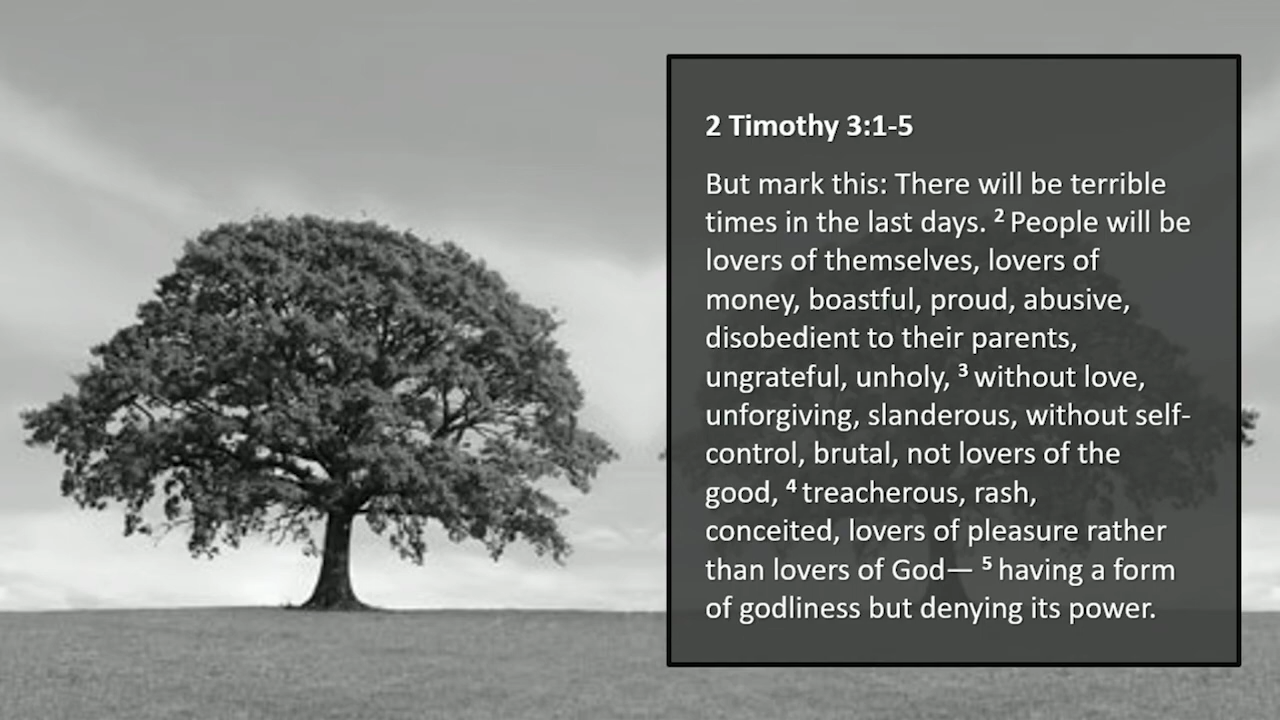 2 Timothy 3:1-5
But mark this: There will be terrible
times in the last days. ² People will be
lovers of themselves, lovers of
money, boastful, proud, abusive,
disobedient to their parents,
ungrateful, unholy, ³ without love,
unforgiving, slanderous, without self-
control, brutal, not lovers of the
good, ⁴ treacherous, rash,
conceited, lovers of pleasure rather
than lovers of God— ⁵ having a form
of godliness but denying its power.